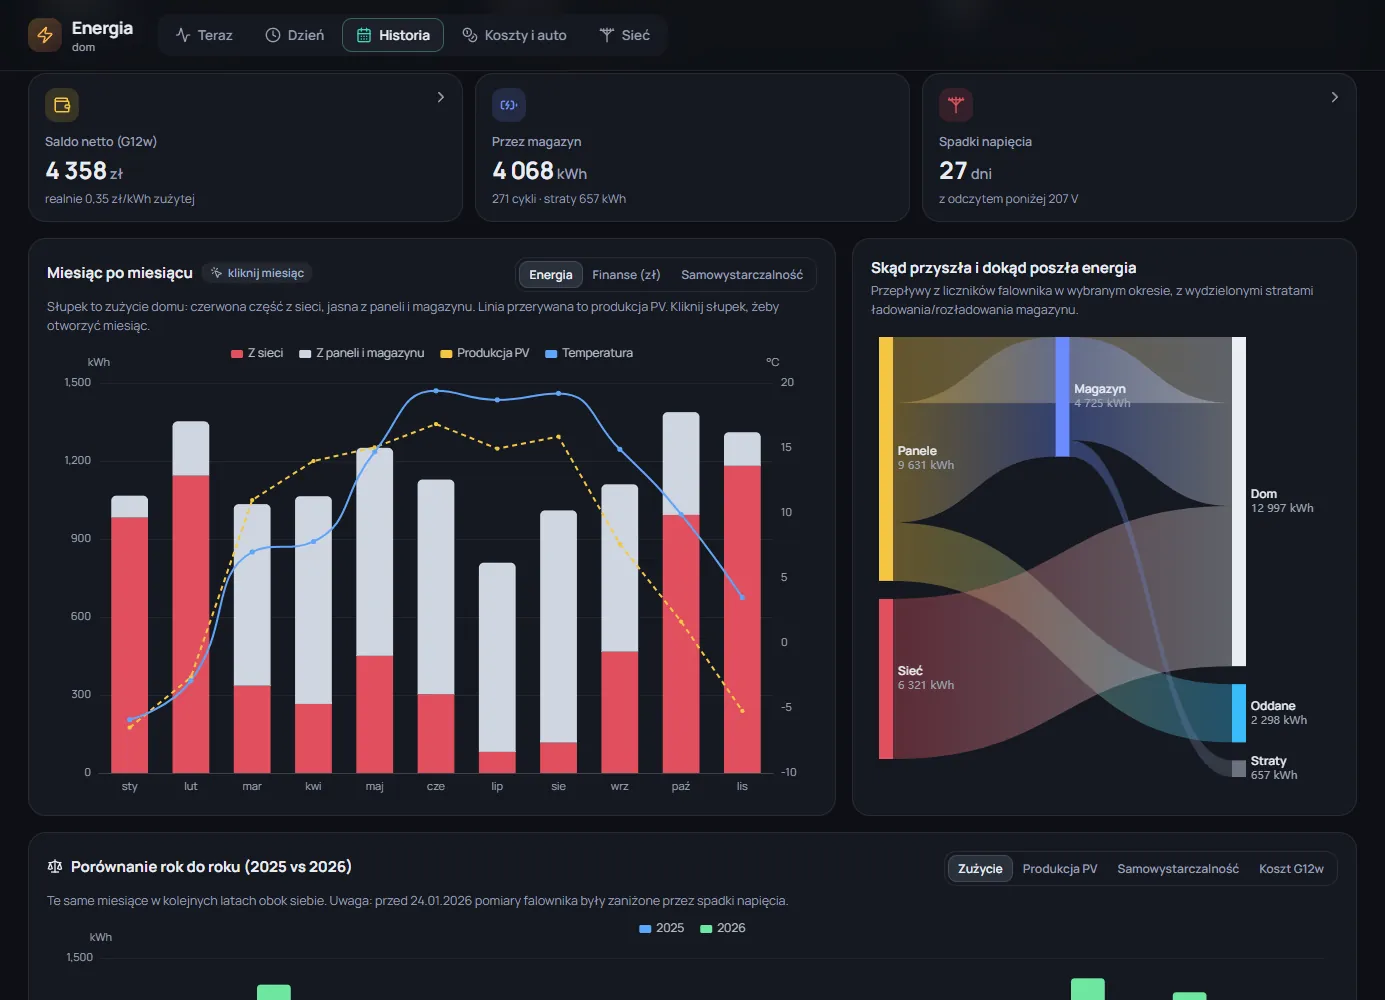 Energia
dom
Teraz
Dzień
Historia
Koszty i auto
Sieć
Saldo netto (G12w)
4 358 zł
realnie 0,35 zł/kWh zużytej
Przez magazyn
4 068 kWh
271 cykli · straty 657 kWh
Spadki napięcia
27 dni
z odczytem poniżej 207 V
Miesiąc po miesiącu
kliknij miesiąc
Energia
Finanse (zł)
Samowystarczalność
Słupek to zużycie domu: czerwona część z sieci, jasna z paneli i magazynu. Linia przerywana to produkcja PV. Kliknij słupek, żeby
otworzyć miesiąc.
Z sieci
Z paneli i magazynu
Produkcja PV
Temperatura
kWh
°C
1,500
1,200
900
600
300
0
20
15
10
5
0
-5
-10
sty
lut
mar
kwi
maj
cze
lip
sie
wrz
paź
lis
Skąd przyszła i dokąd poszła energia
Przepływy z liczników falownika w wybranym okresie, z wydzielonymi stratami
ładowania/rozładowania magazynu.
Magazyn
4 725 kWh
Panele
9 631 kWh
Dom
12 997 kWh
Sieć
6 321 kWh
Oddane
2 298 kWh
Straty
657 kWh
Porównanie rok do roku (2025 vs 2026)
Zużycie
Produkcja PV
Samowystarczalność
Koszt G12w
Te same miesiące w kolejnych latach obok siebie. Uwaga: przed 24.01.2026 pomiary falownika były zaniżone przez spadki napięcia.
2025
2026
kWh
1,500